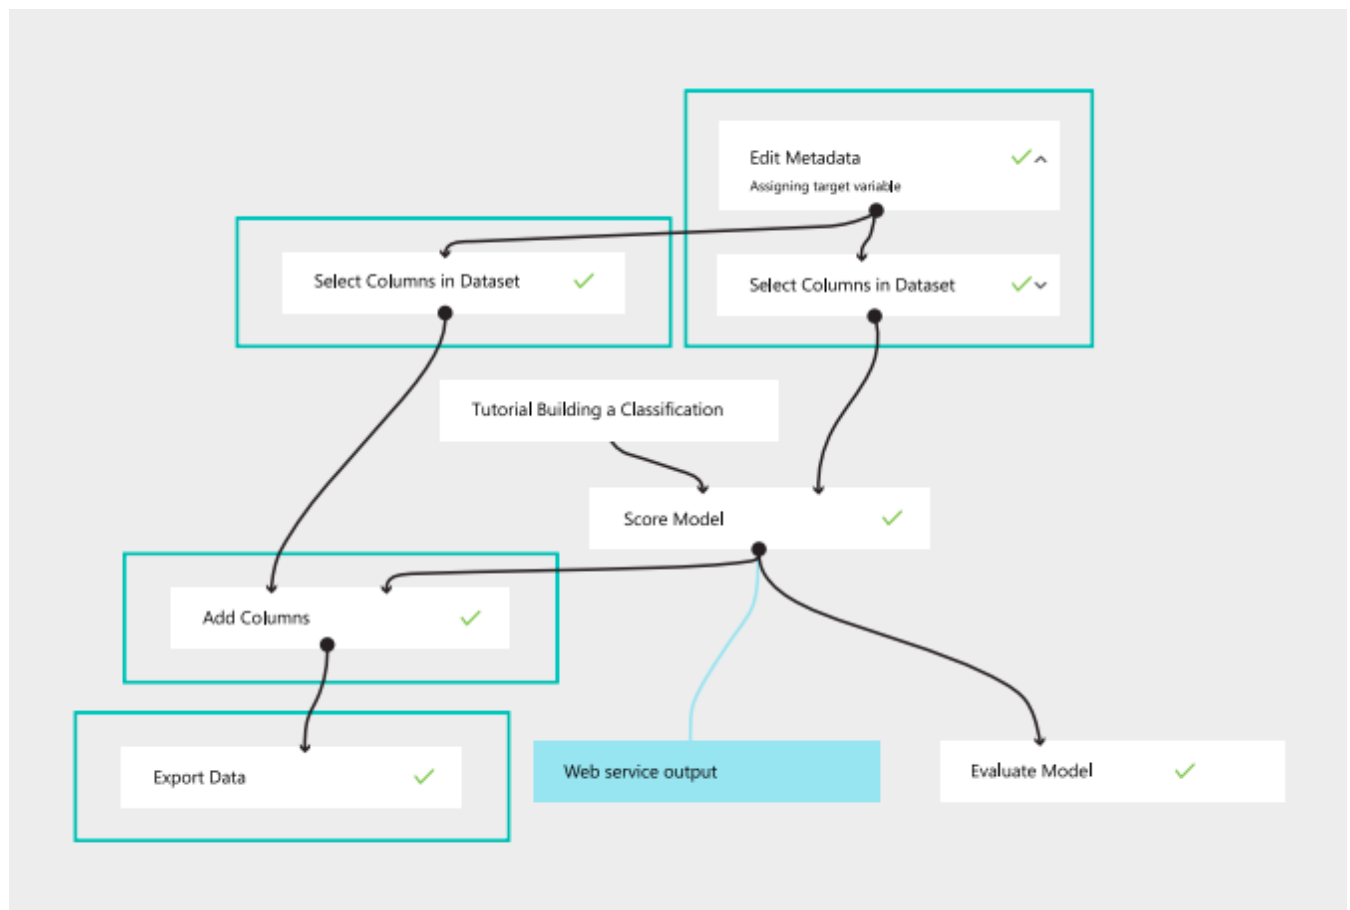 Edit Metadata
Assigning target variable
Select Columns in Dataset
Select Columns in Dataset
Tutorial Building a Classification
Score Model
Add Columns
Web service output
Evaluate Model
Export Data